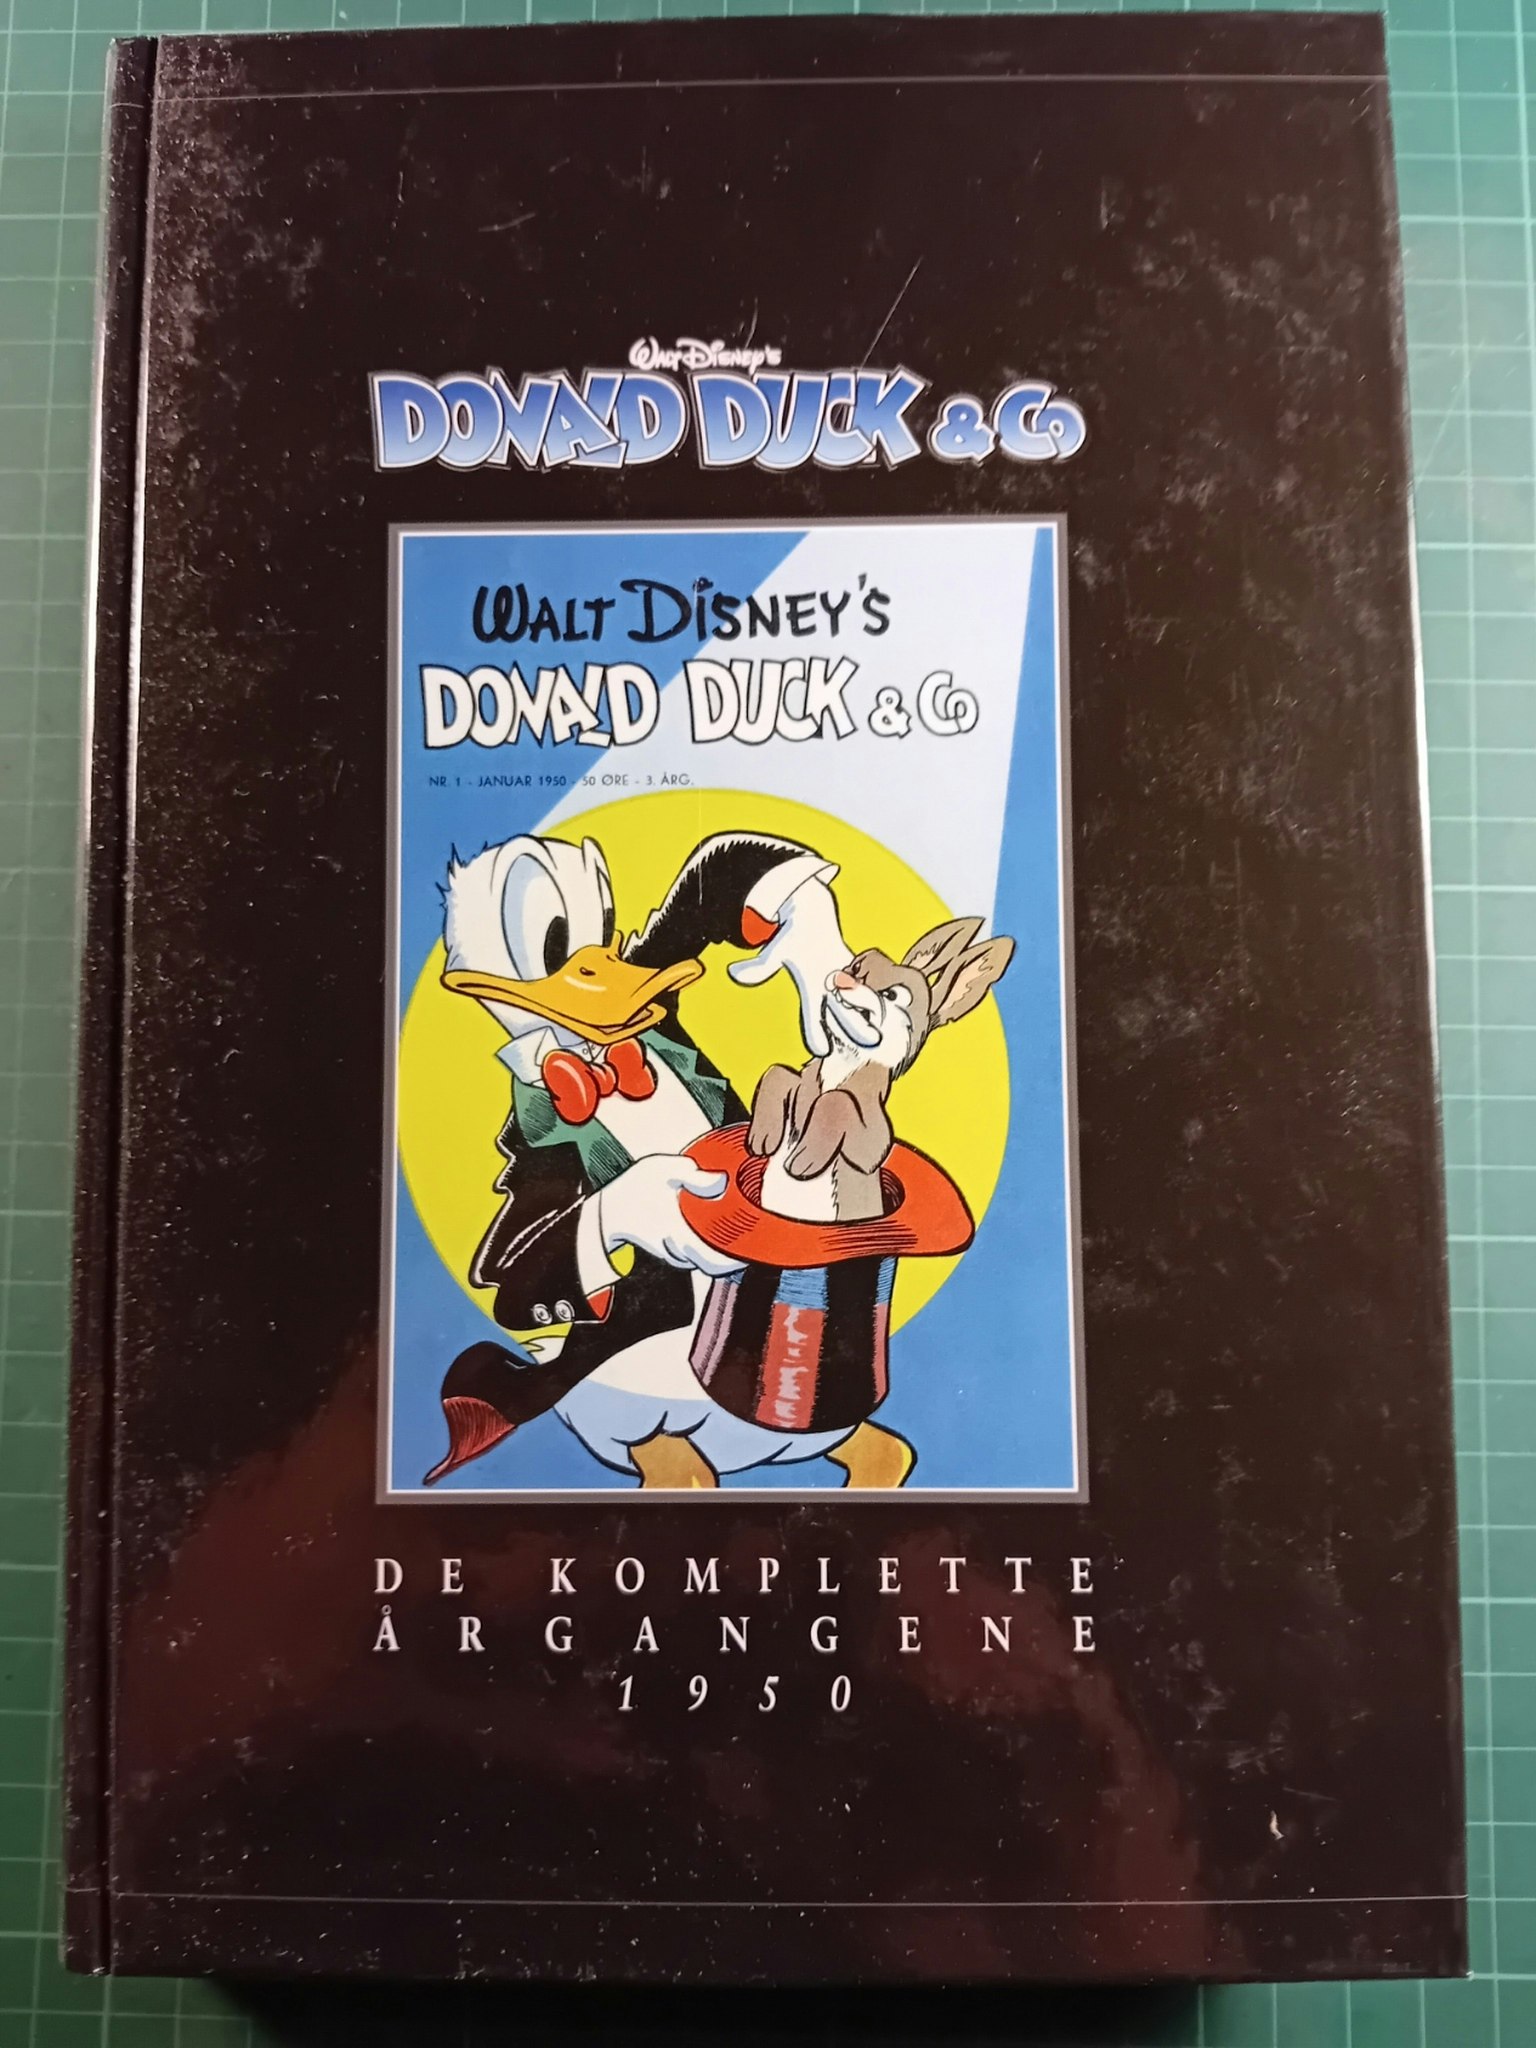 WALT DISNEY'S
DONALD DUCK & CO
WALT DISNEY'S
DONALD DUCK & CO
NR. 1 - JANUAR 1950 - 50 ØRE - 3. ÅRG.
DE KOMPLETTE
ÅRGANGENE
1950